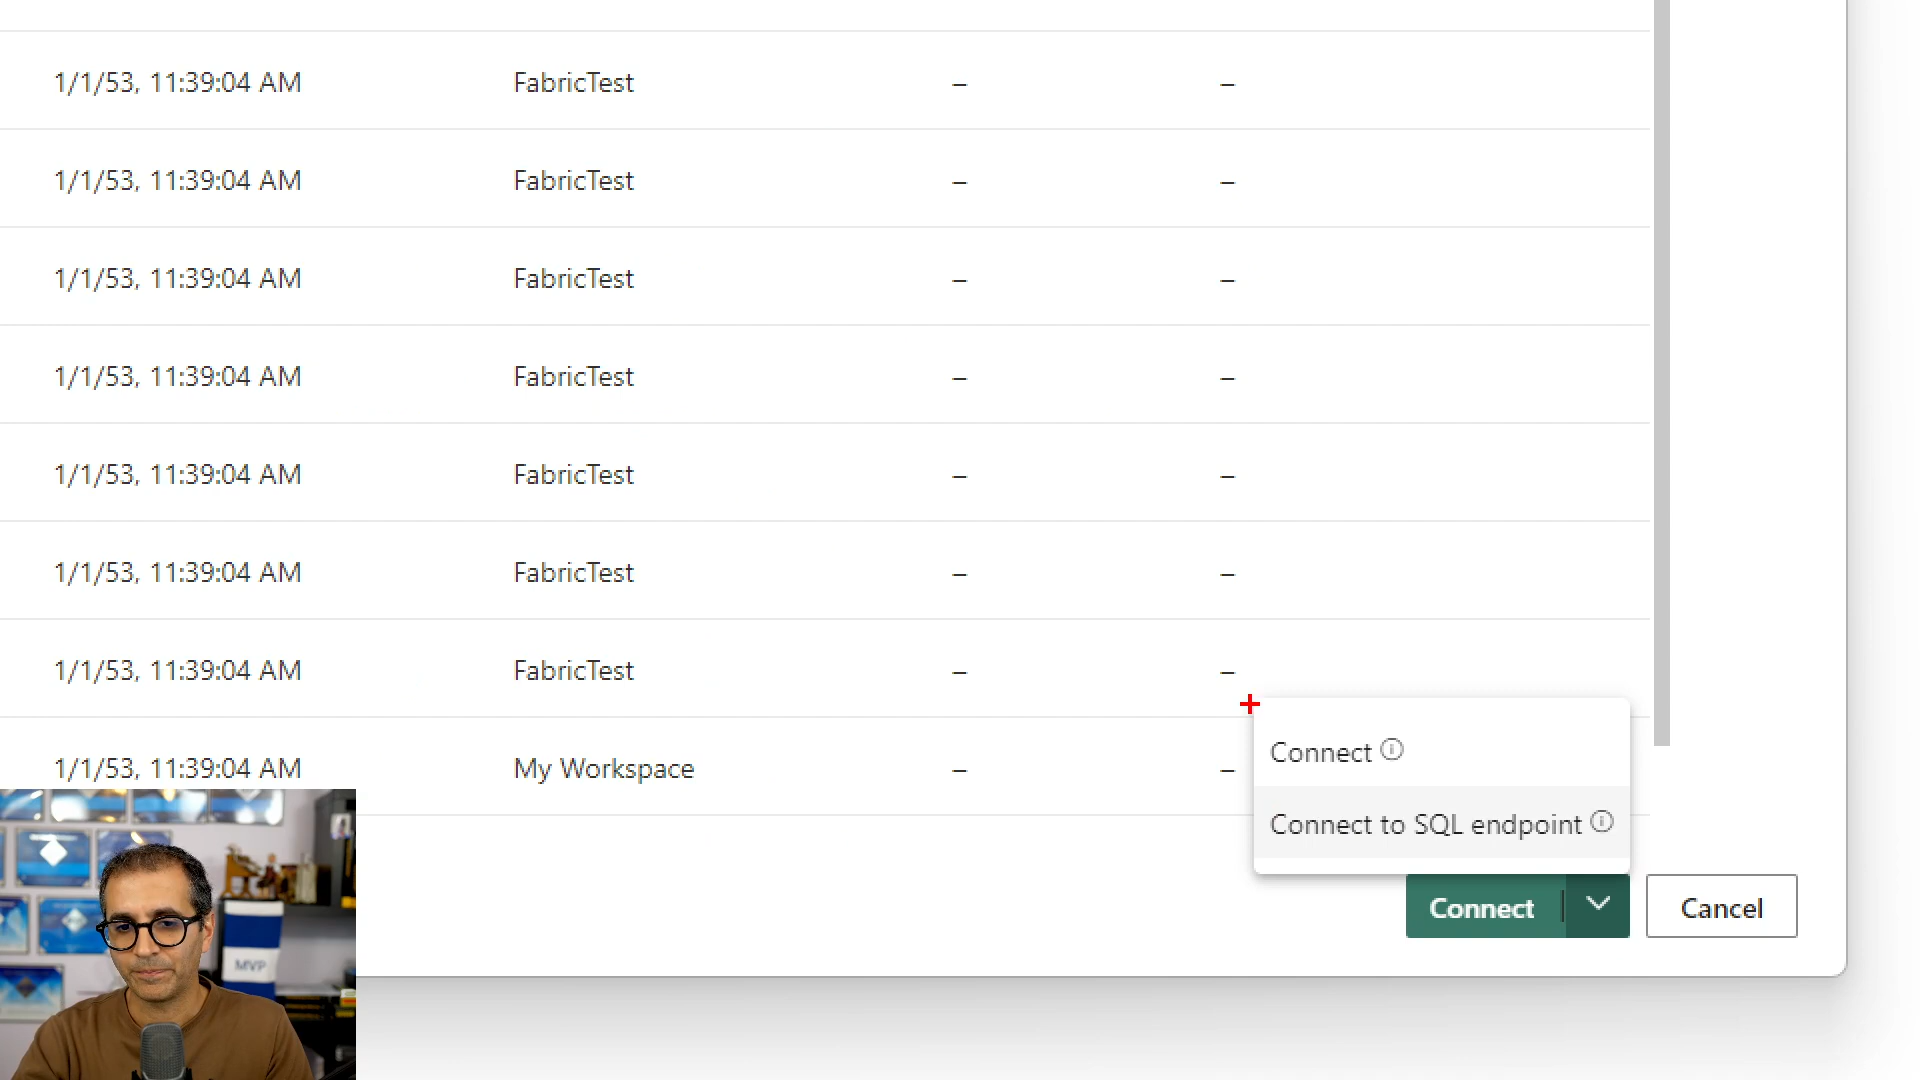 1/1/53, 11:39:04 AM FabricTest – –
1/1/53, 11:39:04 AM FabricTest – –
1/1/53, 11:39:04 AM FabricTest – –
1/1/53, 11:39:04 AM FabricTest – –
1/1/53, 11:39:04 AM FabricTest – –
1/1/53, 11:39:04 AM FabricTest – –
1/1/53, 11:39:04 AM FabricTest – –
1/1/53, 11:39:04 AM My Workspace – –
Connect
Connect to SQL endpoint
Connect
Cancel
MVP